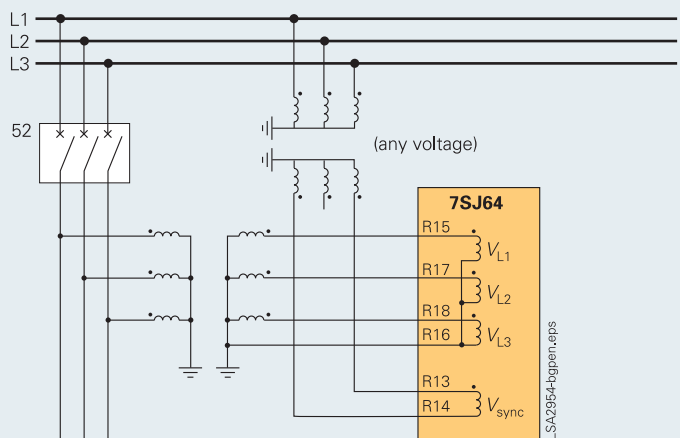 L1
L2
L3
52
(any voltage)
7SJ64
R15
VL1
R17
VL2
R18
VL3
R16
R13
R14
Vsync
LSA2954-bgpen.eps